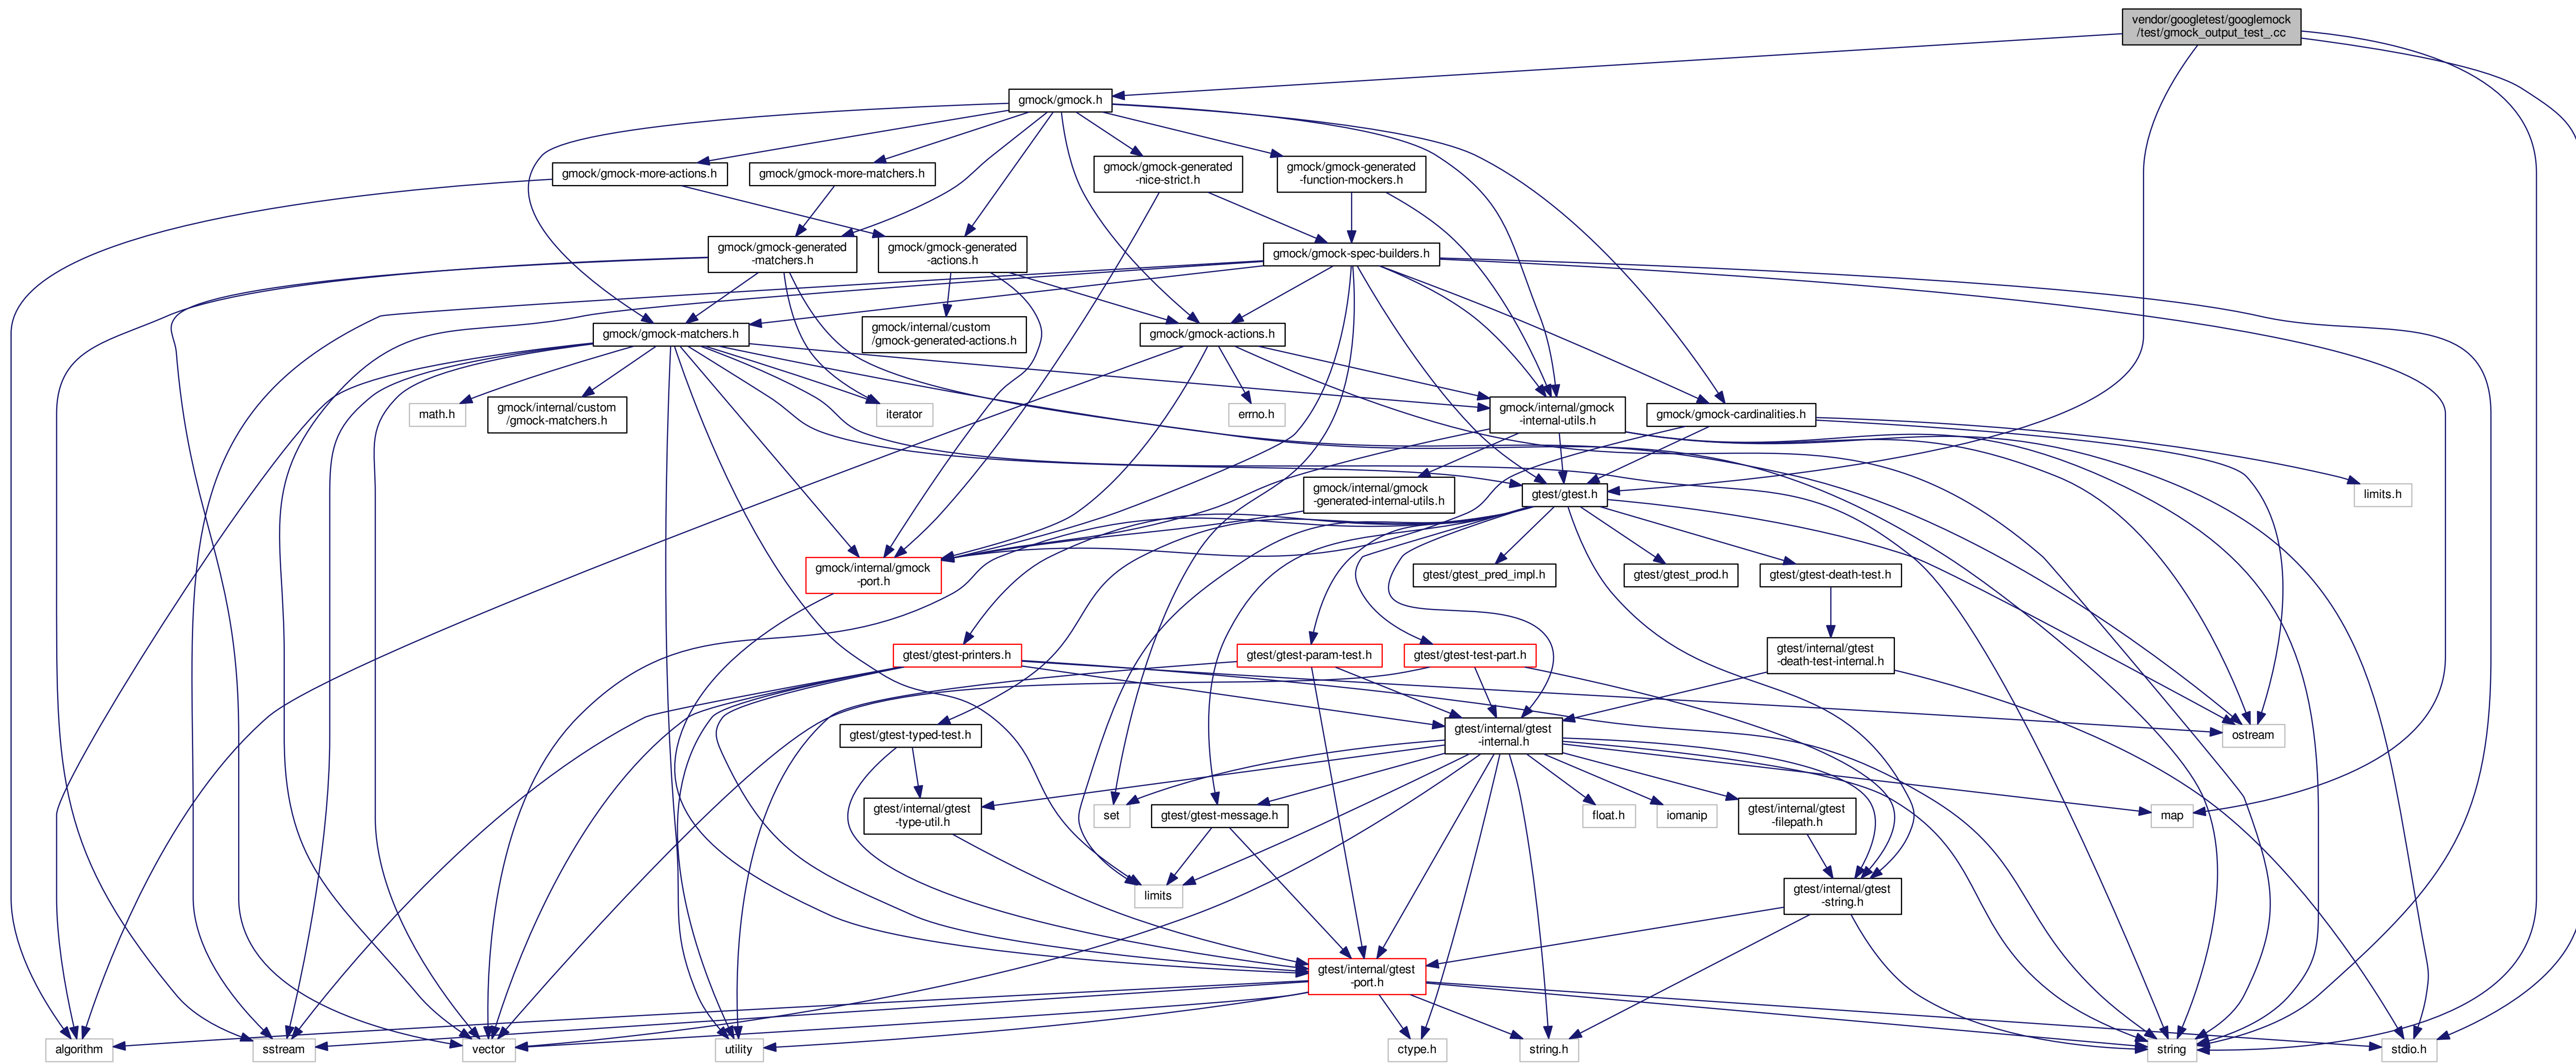 vendor/googletest/googlemock
/test/gmock_output_test_.cc
gmock/gmock.h
gmock/gmock-more-actions.h
gmock/gmock-more-matchers.h
gmock/gmock-generated
-nice-strict.h
gmock/gmock-generated
-function-mockers.h
gmock/gmock-generated
-matchers.h
gmock/gmock-generated
-actions.h
gmock/gmock-spec-builders.h
gmock/gmock-matchers.h
gmock/internal/custom
/gmock-generated-actions.h
gmock/gmock-actions.h
math.h
gmock/internal/custom
/gmock-matchers.h
iterator
errno.h
gmock/internal/gmock
-internal-utils.h
gmock/gmock-cardinalities.h
gmock/internal/gmock
-generated-internal-utils.h
gtest/gtest.h
limits.h
gmock/internal/gmock
-port.h
gtest/gtest_pred_impl.h
gtest/gtest_prod.h
gtest/gtest-death-test.h
gtest/gtest-printers.h
gtest/gtest-param-test.h
gtest/gtest-test-part.h
gtest/internal/gtest
-death-test-internal.h
gtest/gtest-typed-test.h
gtest/internal/gtest
-internal.h
ostream
gtest/internal/gtest
-type-util.h
set
gtest/gtest-message.h
float.h
iomanip
gtest/internal/gtest
-filepath.h
map
limits
gtest/internal/gtest
-string.h
gtest/internal/gtest
-port.h
algorithm
sstream
vector
utility
ctype.h
string.h
string
stdio.h